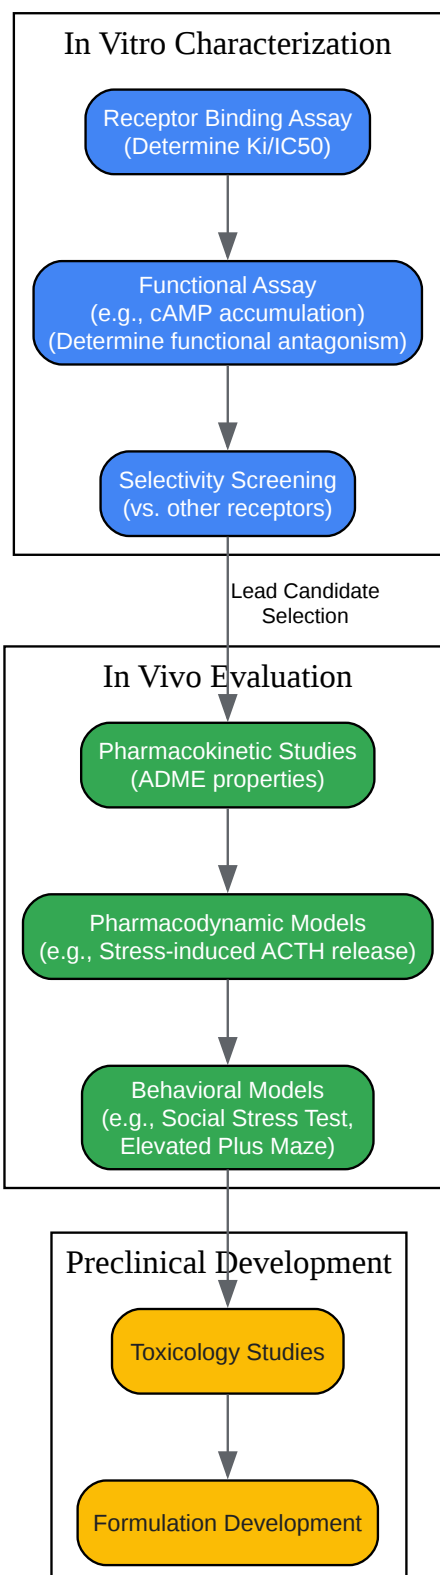 In Vitro Characterization
Receptor Binding Assay
(Determine Ki/IC50)
Functional Assay
(e.g., cAMP accumulation)
(Determine functional antagonism)
Selectivity Screening
(vs. other receptors)
Lead Candidate
Selection
In Vivo Evaluation
Pharmacokinetic Studies
(ADME properties)
Pharmacodynamic Models
(e.g., Stress-induced ACTH release)
Behavioral Models
(e.g., Social Stress Test,
Elevated Plus Maze)
Preclinical Development
Toxicology Studies
Formulation Development